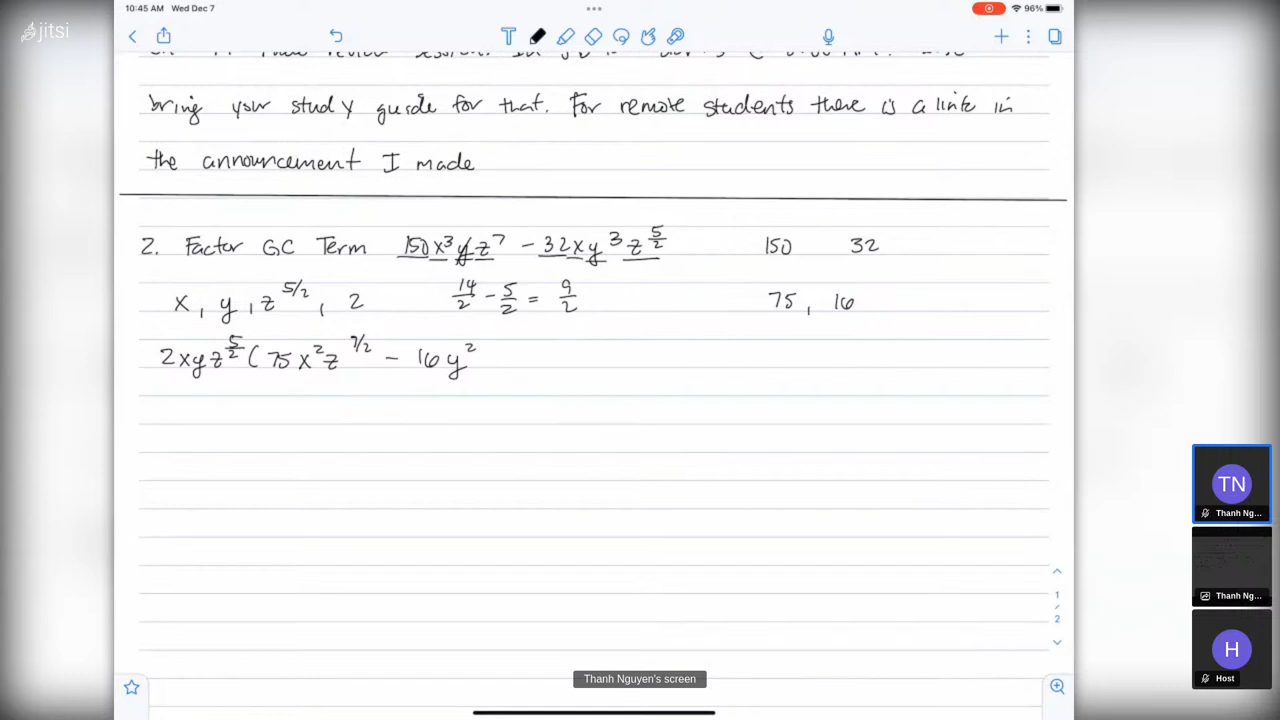 10:45 AM Wed Dec 7
96%
jitsi
bring your study guide for that. For remote students there is a link in
the announcement I made
2. Factor GC Term 150x³yz⁷ - 32xy³z^{5/2} 150 32
x, y, z^{5/2}, 2 14/2 - 5/2 = 9/2 75, 16
2xyz^{5/2}(75x²z^{9/2} - 16y²
1
/
2
TN
Thanh Ng...
Thanh Ng...
H
Host
Thanh Nguyen's screen